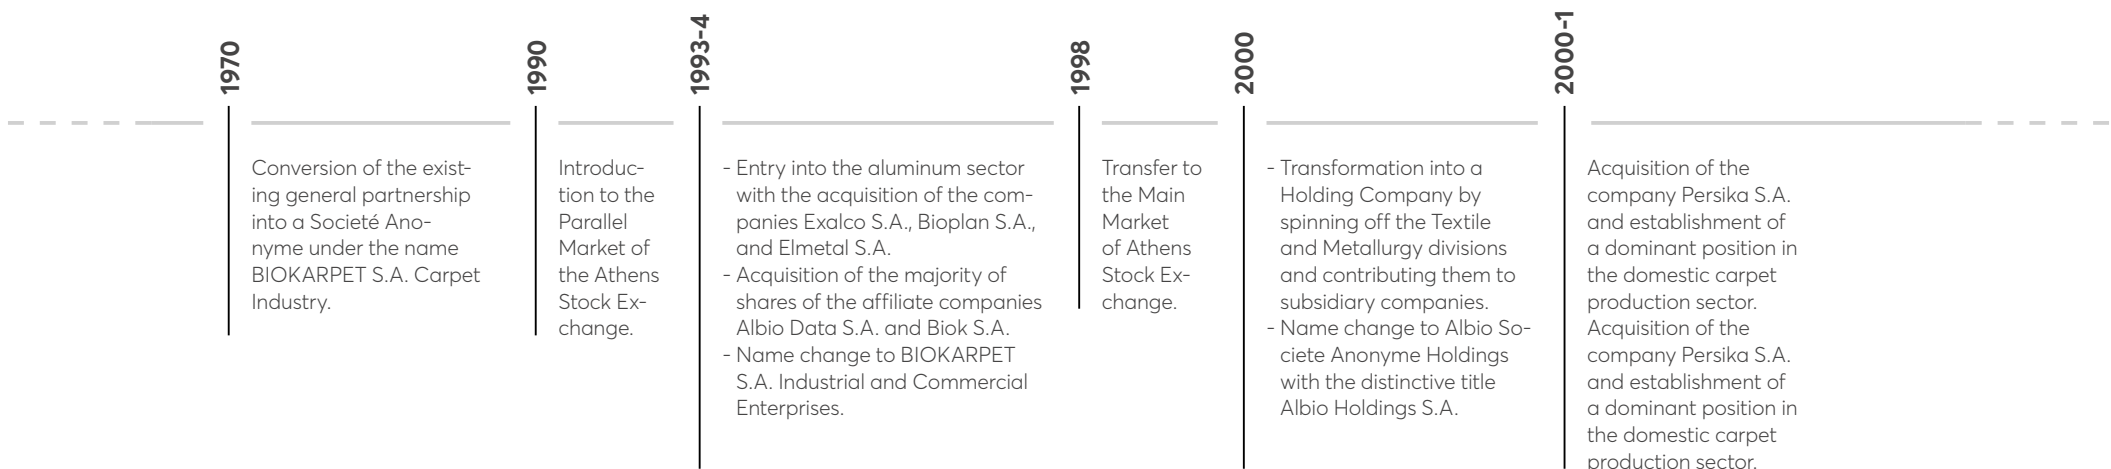 1970
Conversion of the exist-
ing general partnership
into a Societé Ano-
nyme under the name
BIOKARPET S.A. Carpet
Industry.
1990
Introduc-
tion to the
Parallel
Market of
the Athens
Stock Ex-
change.
1993-4
- Entry into the aluminum sector
with the acquisition of the com-
panies Exalco S.A., Bioplan S.A.,
and Elmetal S.A.
- Acquisition of the majority of
shares of the affiliate companies
Albio Data S.A. and Biok S.A.
- Name change to BIOKARPET
S.A. Industrial and Commercial
Enterprises.
1998
Transfer to
the Main
Market
of Athens
Stock Ex-
change.
2000
- Transformation into a
Holding Company by
spinning off the Textile
and Metallurgy divisions
and contributing them to
subsidiary companies.
- Name change to Albio So-
ciete Anonyme Holdings
with the distinctive title
Albio Holdings S.A.
2000-1
Acquisition of the
company Persika S.A.
and establishment of
a dominant position in
the domestic carpet
production sector.
Acquisition of the
company Persika S.A.
and establishment of
a dominant position in
the domestic carpet
production sector.